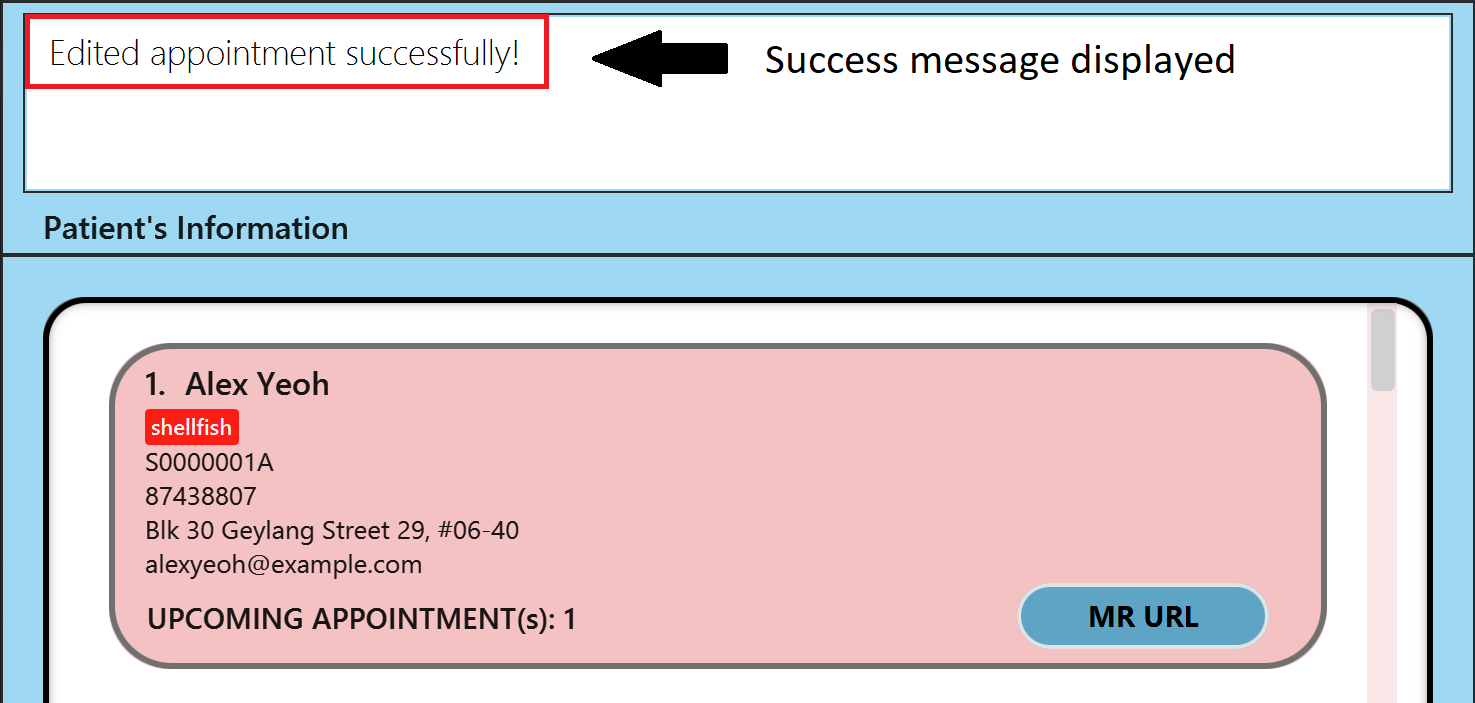 Edited appointment successfully!
Success message displayed
Patient's Information
1. Alex Yeoh
shellfish
S0000001A
87438807
Blk 30 Geylang Street 29, #06-40
alexyeoh@example.com
UPCOMING APPOINTMENT(s): 1
MR URL